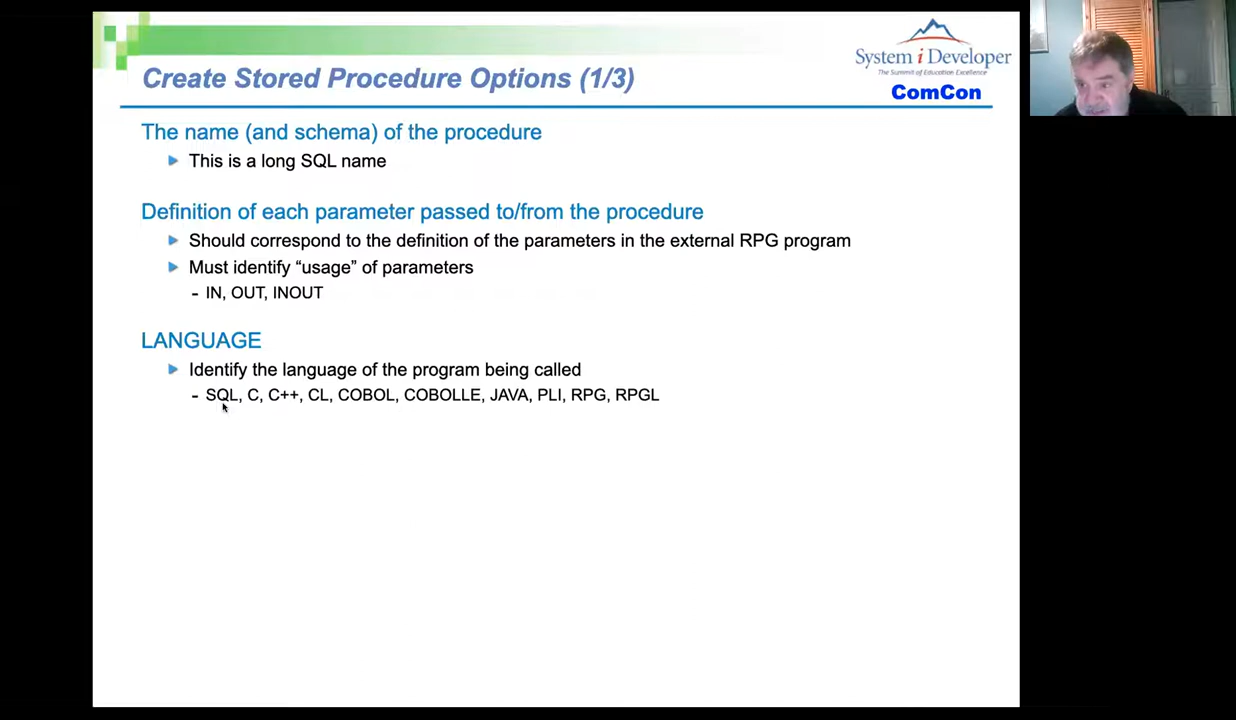 Create Stored Procedure Options (1/3)
System i Developer
The Summit of Education Excellence
ComCon
The name (and schema) of the procedure
This is a long SQL name
Definition of each parameter passed to/from the procedure
Should correspond to the definition of the parameters in the external RPG program
Must identify “usage” of parameters
- IN, OUT, INOUT
LANGUAGE
Identify the language of the program being called
- SQL, C, C++, CL, COBOL, COBOLLE, JAVA, PLI, RPG, RPGL